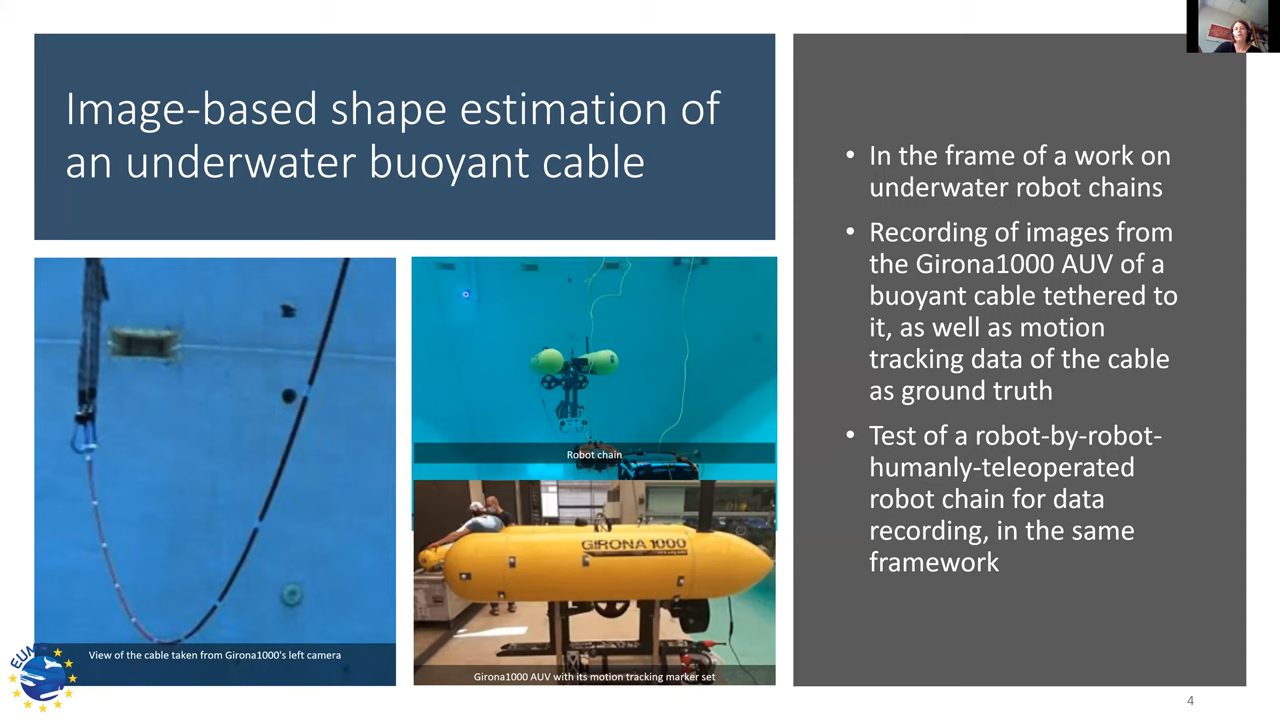 Image-based shape estimation of
an underwater buoyant cable
In the frame of a work on
underwater robot chains
Recording of images from
the Girona1000 AUV of a
buoyant cable tethered to
it, as well as motion
tracking data of the cable
as ground truth
Test of a robot-by-robot-
humanly-teleoperated
robot chain for data
recording, in the same
framework
View of the cable taken from Girona1000's left camera
Robot chain
GIRONA 1000
Girona1000 AUV with its motion tracking marker set
4